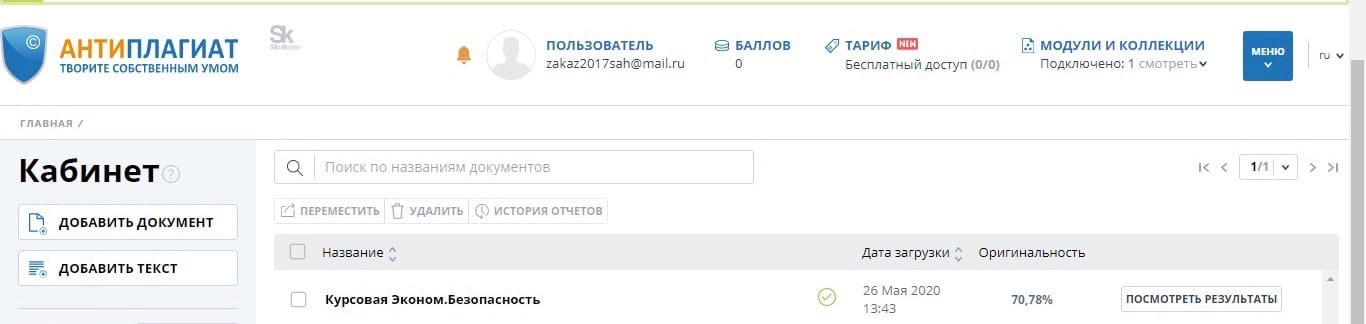 ©
АНТИПЛАГИАТ
ТВОРИТЕ СОБСТВЕННЫМ УМОМ
Sk
Skolkovo
ПОЛЬЗОВАТЕЛЬ
zakaz2017sah@mail.ru
БАЛЛОВ
0
ТАРИФ NEW
Бесплатный доступ (0/0)
МОДУЛИ И КОЛЛЕКЦИИ
Подключено: 1 смотреть
МЕНЮ
ru
ГЛАВНАЯ /
Кабинет ?
ДОБАВИТЬ ДОКУМЕНТ
ДОБАВИТЬ ТЕКСТ
Поиск по названиям документов
1/1
ПЕРЕМЕСТИТЬ УДАЛИТЬ ИСТОРИЯ ОТЧЕТОВ
Название Дата загрузки Оригинальность
Курсовая Эконом.Безопасность
26 Мая 2020
13:43
70,78%
ПОСМОТРЕТЬ РЕЗУЛЬТАТЫ